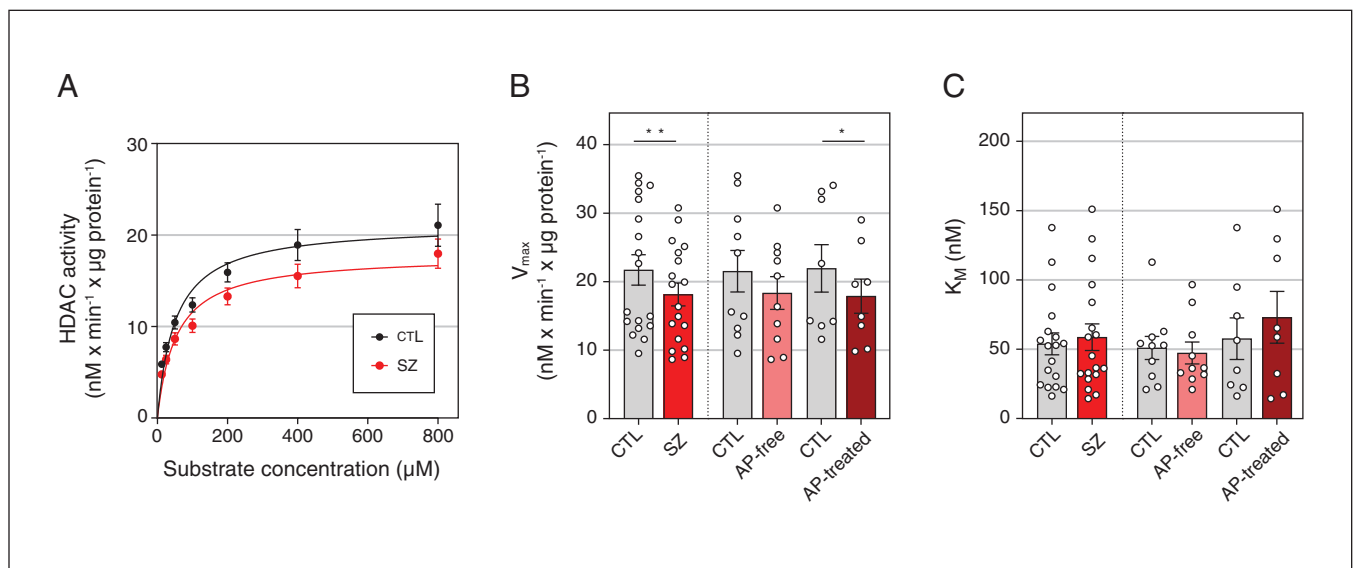 A
HDAC activity
(nM x min⁻¹ x µg protein⁻¹)
30
20
10
0
0
200
400
600
800
Substrate concentration (µM)
CTL
SZ
B
V_max
(nM x min⁻¹ x µg protein⁻¹)
40
30
20
10
0
* *
*
CTL
SZ
CTL
AP-free
CTL
AP-treated
C
K_M (nM)
200
150
100
50
0
CTL
SZ
CTL
AP-free
CTL
AP-treated